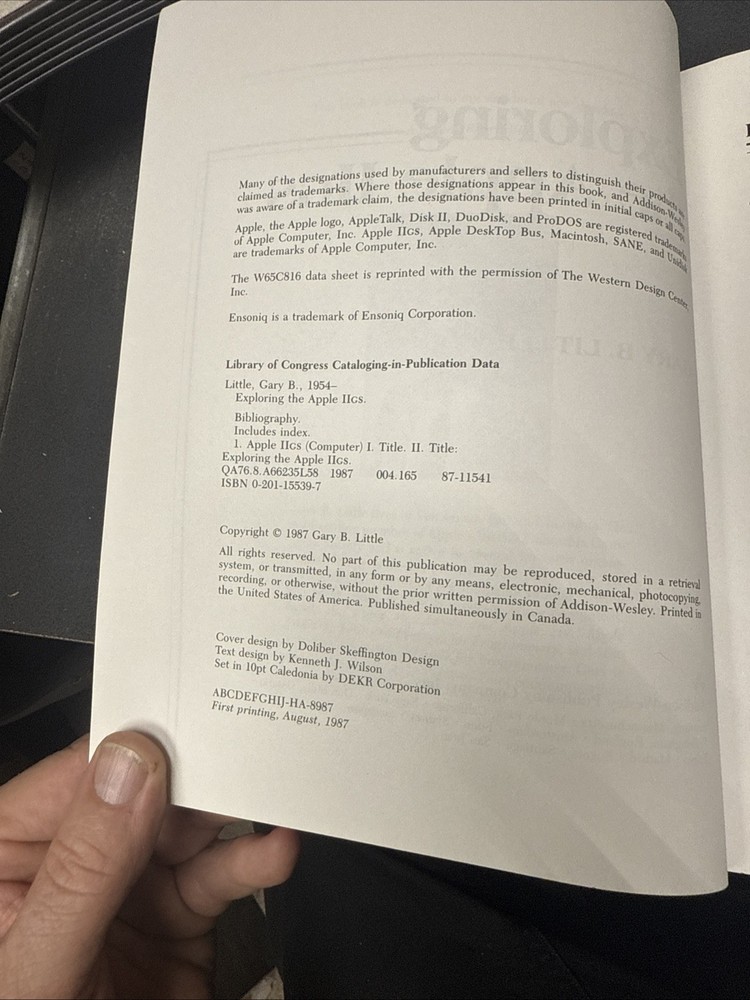 Many of the designations used by manufacturers and sellers to distinguish their products are
claimed as trademarks. Where those designations appear in this book, and Addison-Wesley
was aware of a trademark claim, the designations have been printed in initial caps or all caps.
Apple, the Apple logo, AppleTalk, Disk II, DuoDisk, and ProDOS are registered trademarks
of Apple Computer, Inc. Apple IIGS, Apple DeskTop Bus, Macintosh, SANE, and Unidisk
are trademarks of Apple Computer, Inc.
The W65C816 data sheet is reprinted with the permission of The Western Design Center,
Inc.
Ensoniq is a trademark of Ensoniq Corporation.
Library of Congress Cataloging-in-Publication Data
Little, Gary B., 1954–
Exploring the Apple IIGS.
Bibliography.
Includes index.
1. Apple IIGS (Computer) I. Title. II. Title:
Exploring the Apple IIGS.
QA76.8.A66235L58 1987 004.165 87-11541
ISBN 0-201-15539-7
Copyright © 1987 Gary B. Little
All rights reserved. No part of this publication may be reproduced, stored in a retrieval
system, or transmitted, in any form or by any means, electronic, mechanical, photocopying,
recording, or otherwise, without the prior written permission of Addison-Wesley. Printed in
the United States of America. Published simultaneously in Canada.
Cover design by Doliber Skeffington Design
Text design by Kenneth J. Wilson
Set in 10pt Caledonia by DEKR Corporation
ABCDEFGHIJ-HA-8987
First printing, August, 1987